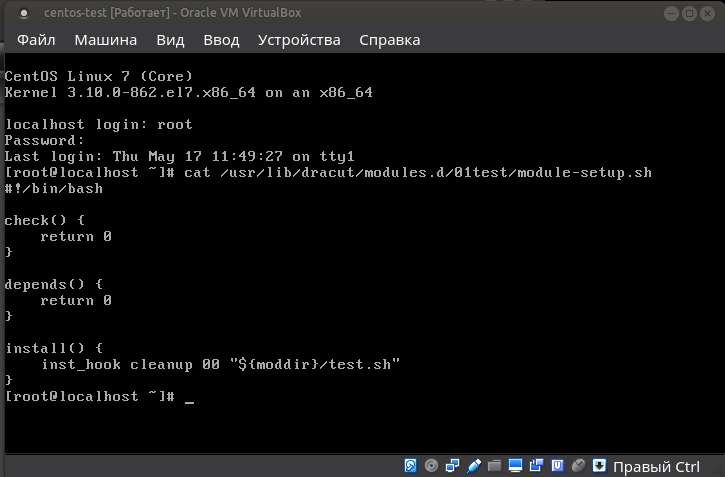 centos-test [Работает] - Oracle VM VirtualBox
Файл Машина Вид Ввод Устройства Справка
CentOS Linux 7 (Core)
Kernel 3.10.0-862.el7.x86_64 on an x86_64
localhost login: root
Password:
Last login: Thu May 17 11:49:27 on tty1
[root@localhost ~]# cat /usr/lib/dracut/modules.d/01test/module-setup.sh
#!/bin/bash
check() {
    return 0
}
depends() {
    return 0
}
install() {
    inst_hook cleanup 00 "${moddir}/test.sh"
}
[root@localhost ~]# _
Правый Ctrl